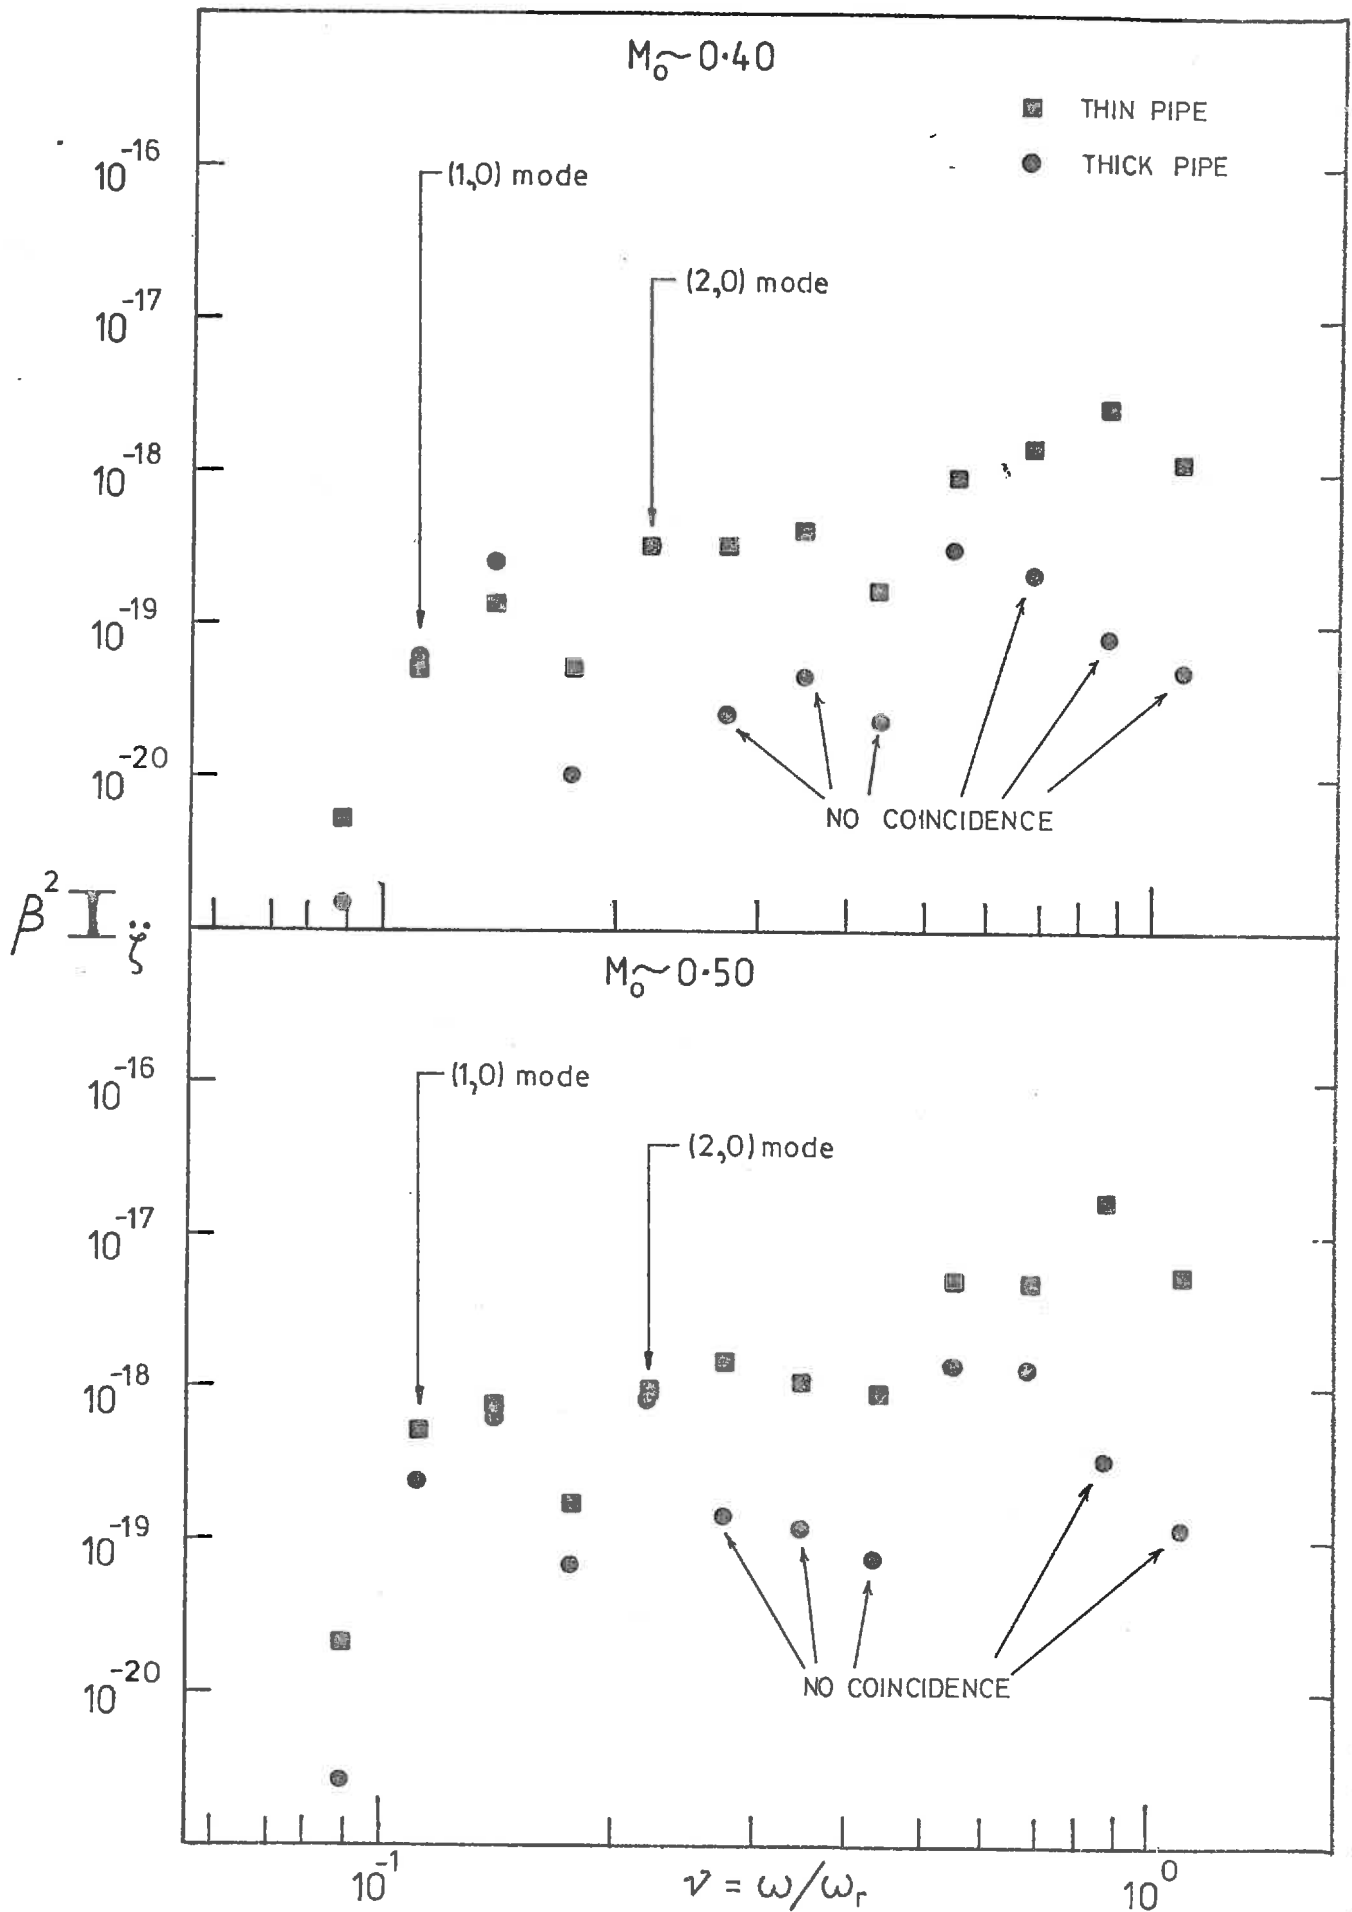 M₀~0·40
THIN PIPE
THICK PIPE
10⁻¹⁶
(1,0) mode
(2,0) mode
10⁻¹⁷
10⁻¹⁸
10⁻¹⁹
10⁻²⁰
NO COINCIDENCE
β² I ζ̈
M₀~0·50
10⁻¹⁶
(1,0) mode
(2,0) mode
10⁻¹⁷
10⁻¹⁸
10⁻¹⁹
10⁻²⁰
NO COINCIDENCE
10⁻¹
ν = ω/ωᵣ
10⁰